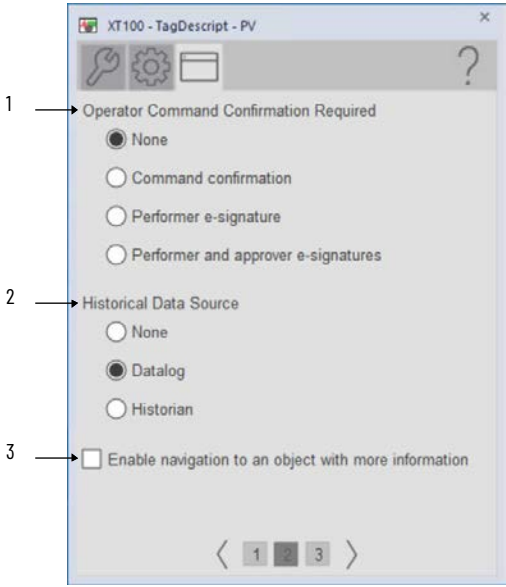 XT100 - TagDescript - PV
×
?
1
Operator Command Confirmation Required
None
Command confirmation
Performer e-signature
Performer and approver e-signatures
2
Historical Data Source
None
Datalog
Historian
3
Enable navigation to an object with more information
1 2 3